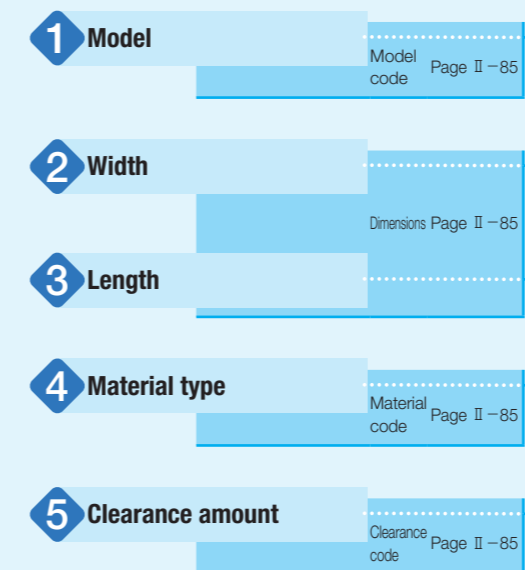 1 Model
Model
code Page Ⅱ－85
2 Width
Dimensions Page Ⅱ－85
3 Length
4 Material type
Material
code Page Ⅱ－85
5 Clearance amount
Clearance
code Page Ⅱ－85